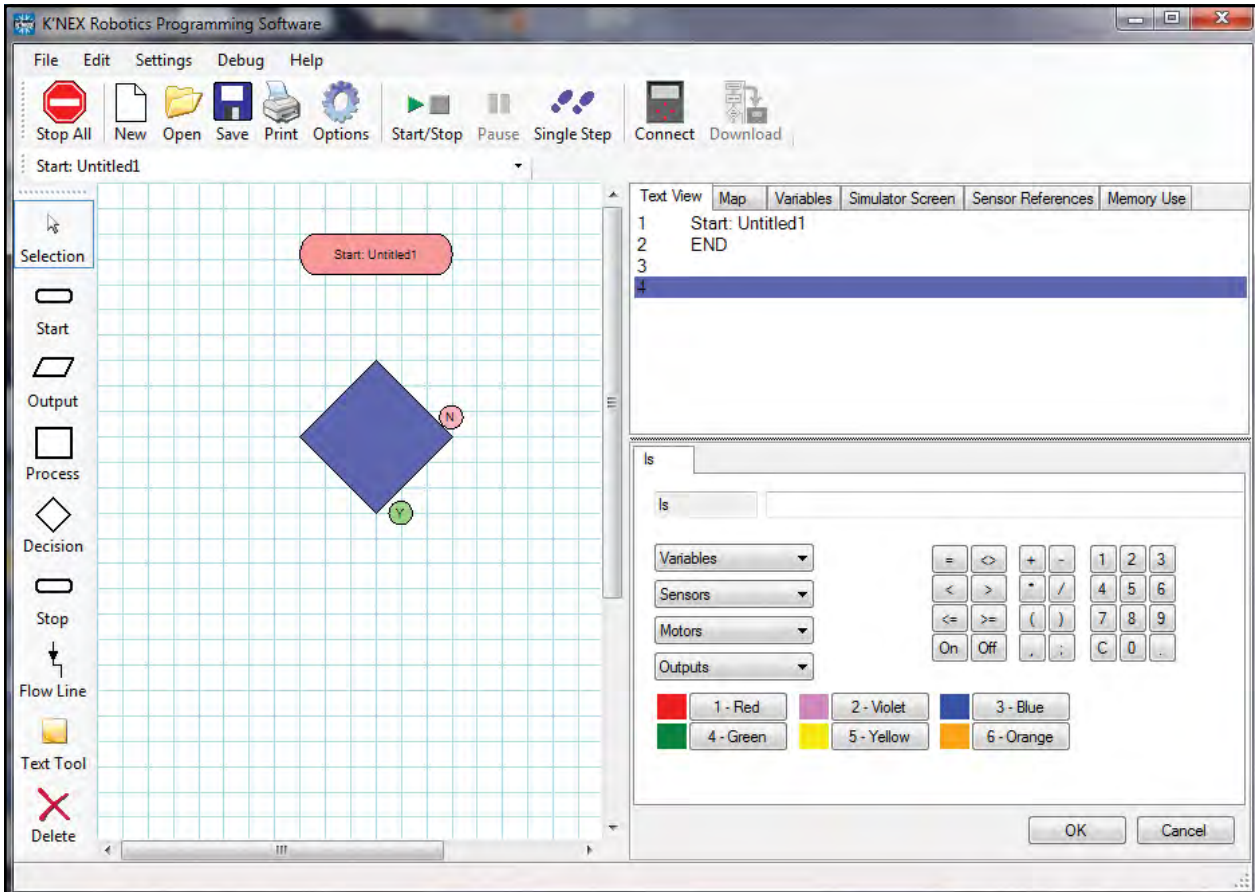 K'NEX Robotics Programming Software
File Edit Settings Debug Help
Stop All New Open Save Print Options Start/Stop Pause Single Step Connect Download
Start: Untitled1
Selection
Start
Output
Process
Decision
Stop
Flow Line
Text Tool
Delete
Start: Untitled1
N
Y
Text View Map Variables Simulator Screen Sensor References Memory Use
1 Start: Untitled1
2 END
3
4
Is
Is
Variables
Sensors
Motors
Outputs
= <> + - 1 2 3
< > * / 4 5 6
<= >= ( ) 7 8 9
On Off , ; C 0 .
1 - Red 2 - Violet 3 - Blue
4 - Green 5 - Yellow 6 - Orange
OK Cancel